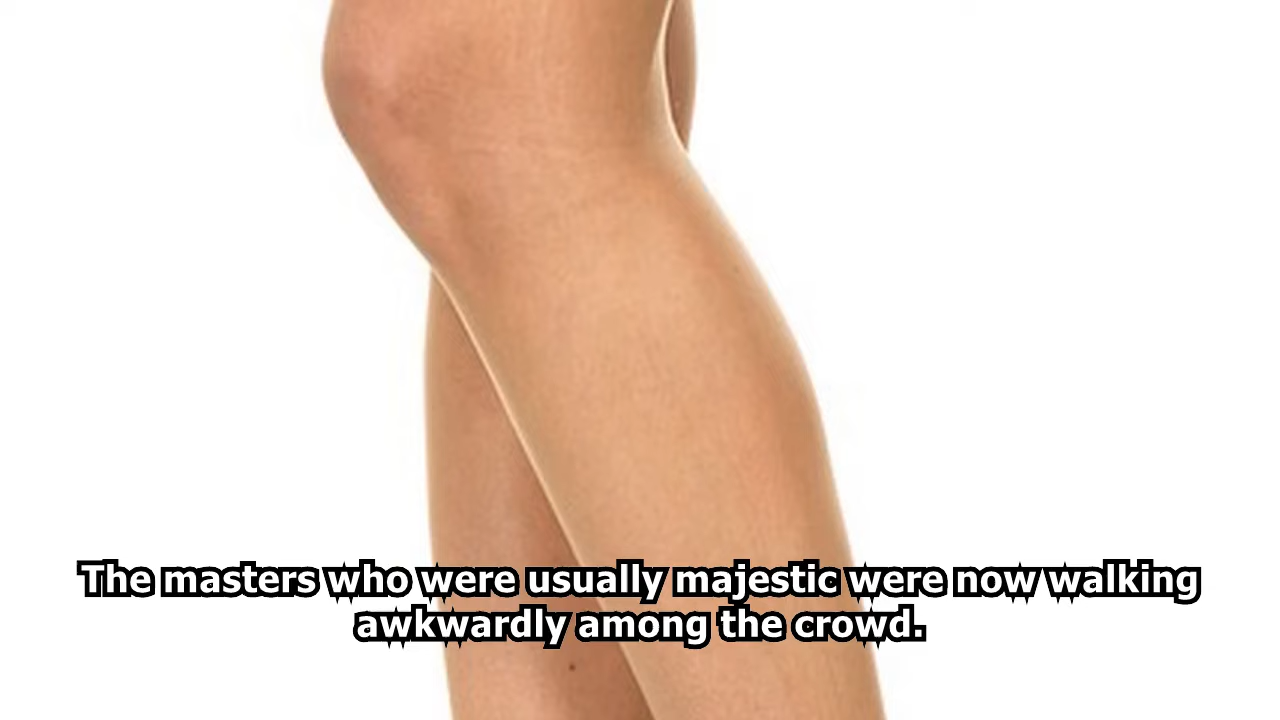 The masters who were usually majestic were now walking
awkwardly among the crowd.